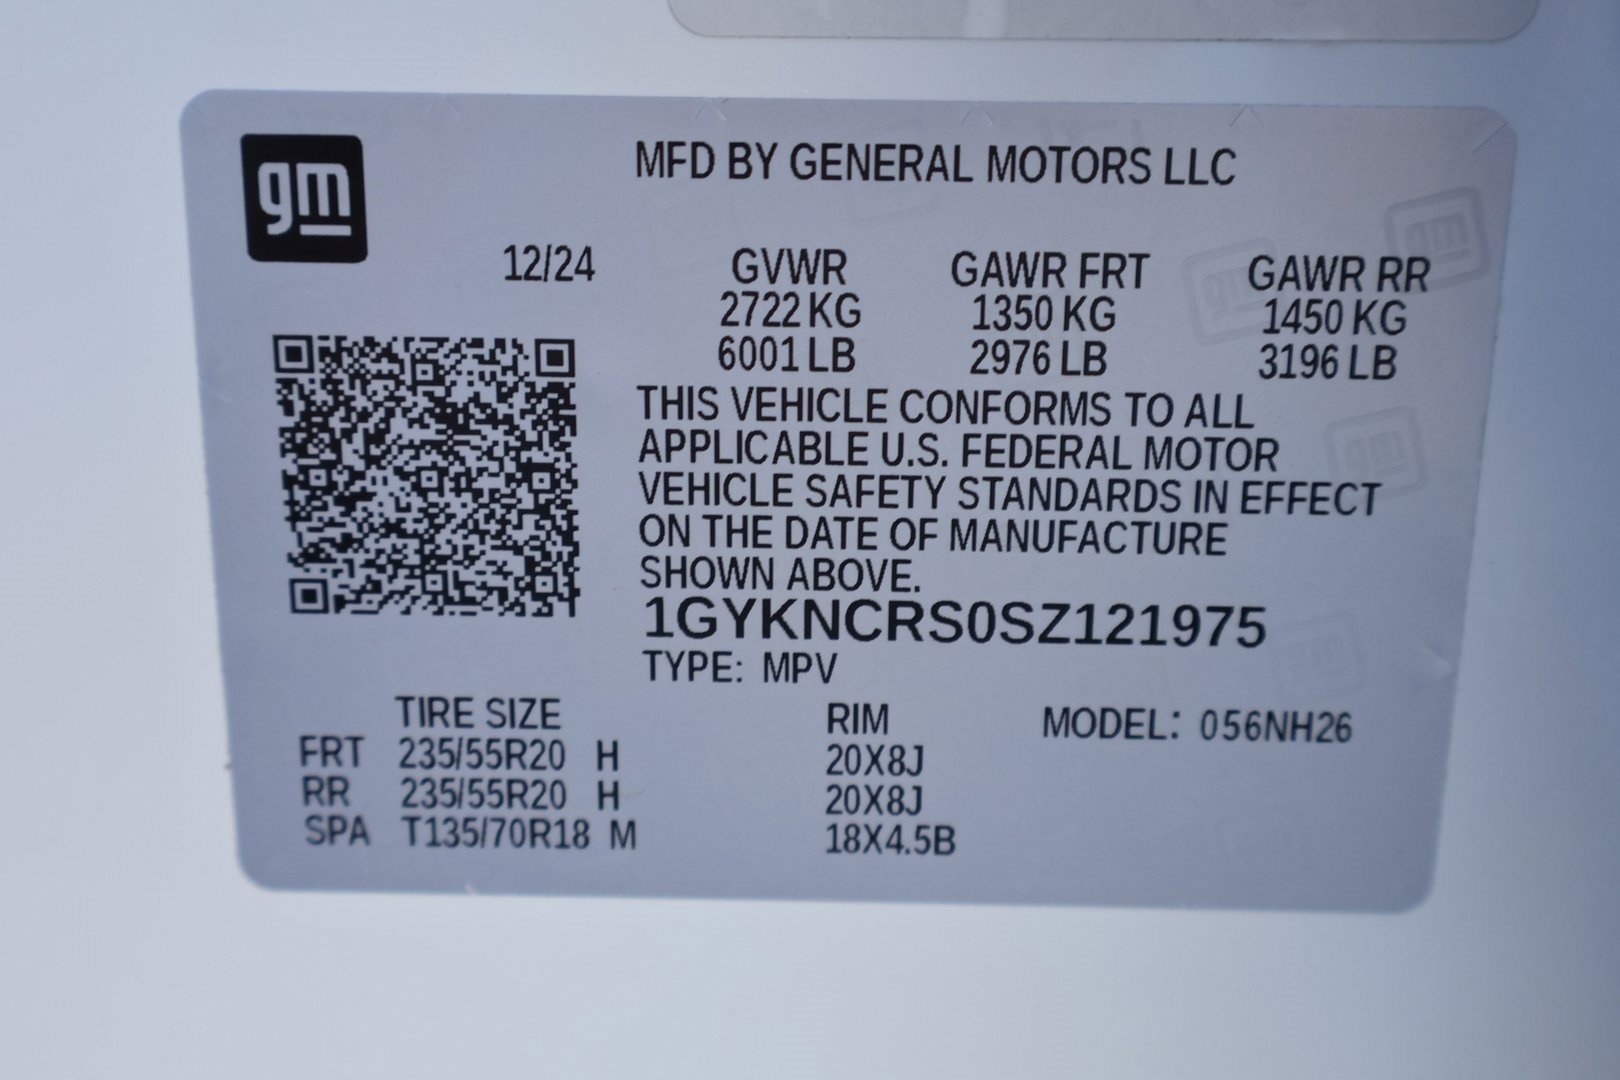 gm
MFD BY GENERAL MOTORS LLC
12/24 GVWR GAWR FRT GAWR RR
2722 KG 1350 KG 1450 KG
6001 LB 2976 LB 3196 LB
THIS VEHICLE CONFORMS TO ALL
APPLICABLE U.S. FEDERAL MOTOR
VEHICLE SAFETY STANDARDS IN EFFECT
ON THE DATE OF MANUFACTURE
SHOWN ABOVE.
1GYKNCRS0SZ121975
TYPE: MPV
TIRE SIZE RIM MODEL: 056NH26
FRT 235/55R20 H 20X8J
RR 235/55R20 H 20X8J
SPA T135/70R18 M 18X4.5B